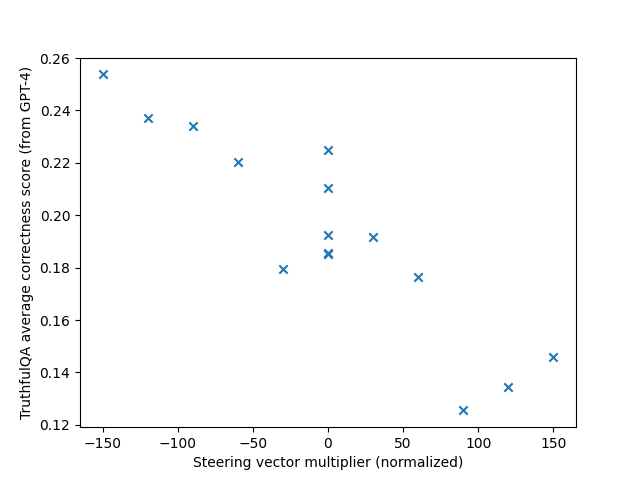 0.26
0.24
0.22
0.20
0.18
0.16
0.14
0.12
TruthfulQA average correctness score (from GPT-4)
−150 −100 −50 0 50 100 150
Steering vector multiplier (normalized)